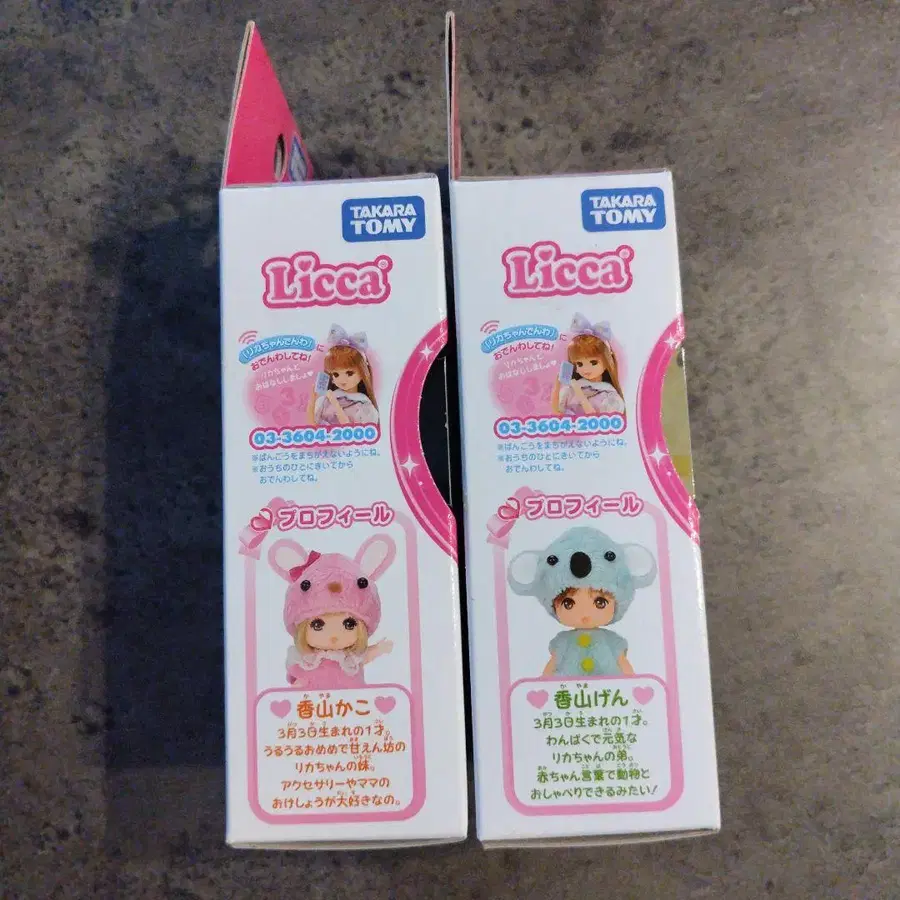 TAKARA
TOMY
Licca
「リカちゃんでんわ」に
おでんわしてね!
リカちゃんと
おはなししましょ♥
03-3604-2000
※ばんごうをまちがえないようにね。
※おうちのひとにきいてから
おでんわしてね。
プロフィール
香山かこ
3月3日生まれの1才。
うるうるおめめで甘えん坊の
リカちゃんの妹。
アクセサリーやママの
おけしょうが大好きなの。
TAKARA
TOMY
Licca
「リカちゃんでんわ」に
おでんわしてね!
リカちゃんと
おはなししましょ♥
03-3604-2000
※ばんごうをまちがえないようにね。
※おうちのひとにきいてから
おでんわしてね。
プロフィール
香山げん
3月3日生まれの1才。
わんぱくで元気な
リカちゃんの弟。
赤ちゃん言葉で動物と
おしゃべりできるみたい!